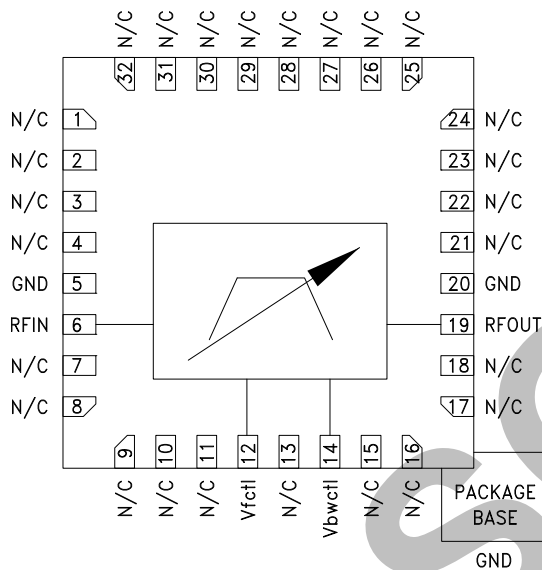 N/C N/C N/C N/C N/C N/C N/C N/C
32 31 30 29 28 27 26 25
N/C 1
N/C 2
N/C 3
N/C 4
GND 5
RFIN 6
N/C 7
N/C 8
24 N/C
23 N/C
22 N/C
21 N/C
20 GND
19 RFOUT
18 N/C
17 N/C
9 10 11 12 13 14 15 16
N/C N/C N/C Vfctl N/C Vbwctl N/C N/C
PACKAGE
BASE
GND